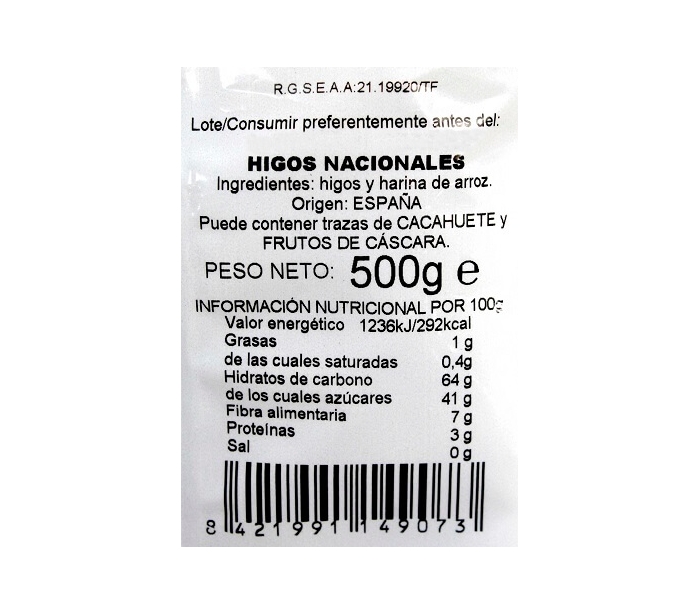 R.G.S.E.A.A:21.19920/TF
Lote/Consumir preferentemente antes del:
HIGOS NACIONALES
Ingredientes: higos y harina de arroz.
Origen: ESPAÑA
Puede contener trazas de CACAHUETE y
FRUTOS DE CÁSCARA.
PESO NETO: 500g e
INFORMACIÓN NUTRICIONAL POR 100g
Valor energético 1236kJ/292kcal
Grasas 1 g
de las cuales saturadas 0,4g
Hidratos de carbono 64 g
de los cuales azúcares 41 g
Fibra alimentaria 7 g
Proteínas 3 g
Sal 0 g
8 421991 149073